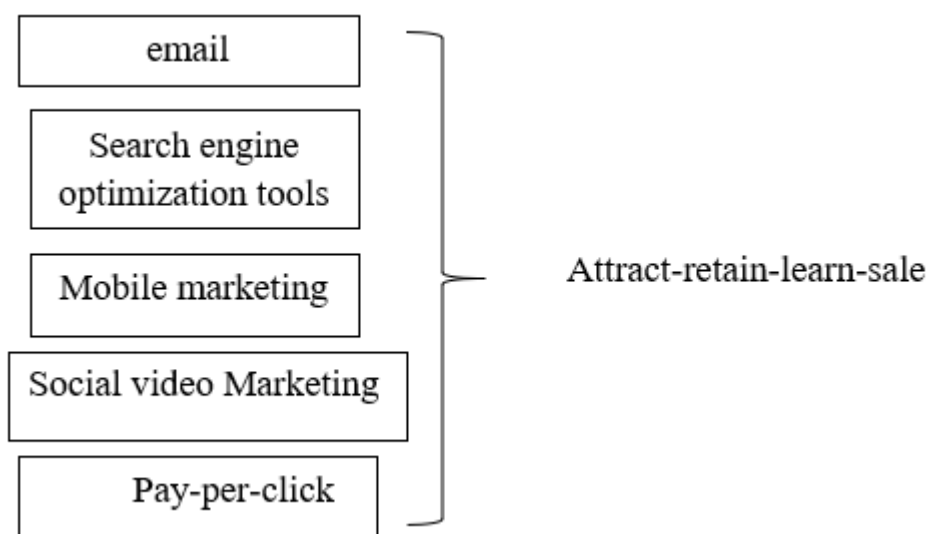 email
Search engine
optimization tools
Mobile marketing
Social video Marketing
Pay-per-click
Attract-retain-learn-sale